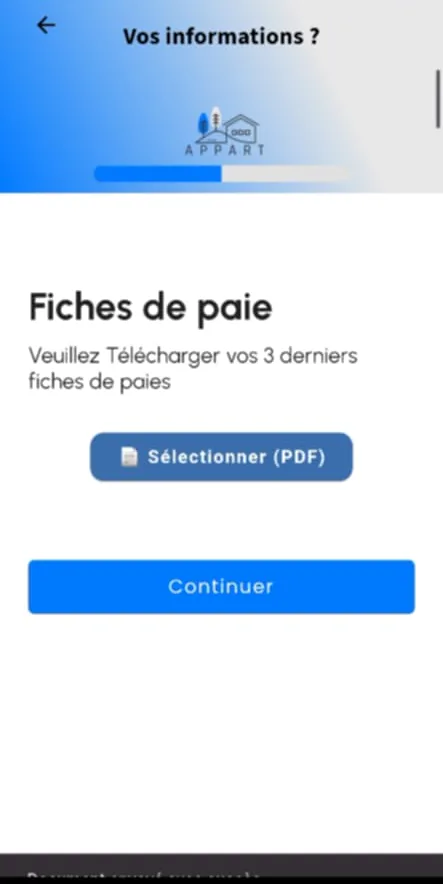 Vos informations ?
APPART
Fiches de paie
Veuillez Télécharger vos 3 derniers
fiches de paies
Sélectionner (PDF)
Continuer